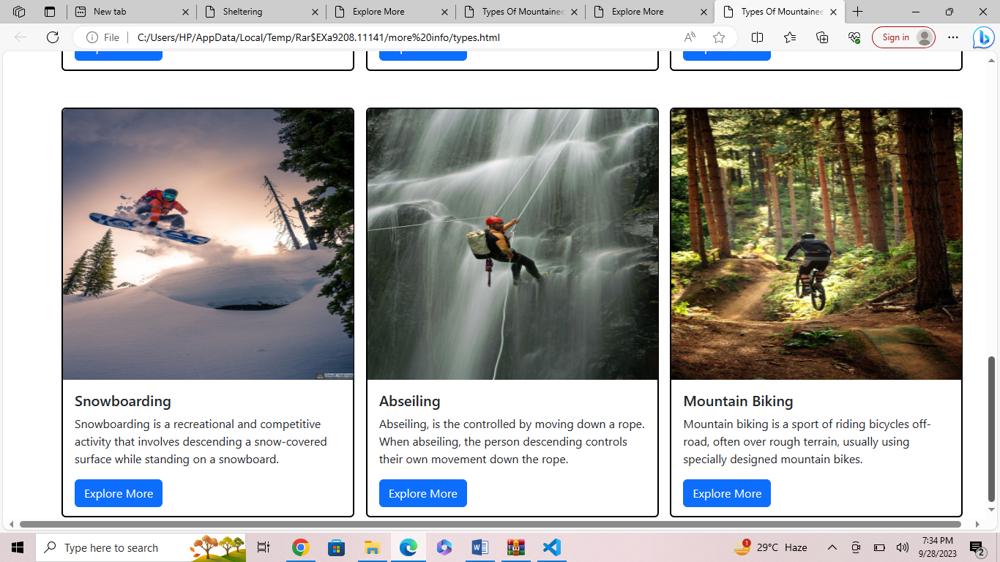 New tab
Sheltering
Explore More
Types Of Mountainee
Explore More
Types Of Mountainee
File
C:/Users/HP/AppData/Local/Temp/Rar$EXa9208.11141/more%20info/types.html
Sign in
Snowboarding
Snowboarding is a recreational and competitive
activity that involves descending a snow-covered
surface while standing on a snowboard.
Explore More
Abseiling
Abseiling, is the controlled by moving down a rope.
When abseiling, the person descending controls
their own movement down the rope.
Explore More
Mountain Biking
Mountain biking is a sport of riding bicycles off-
road, often over rough terrain, usually using
specially designed mountain bikes.
Explore More
Type here to search
1
29°C Haze
7:34 PM
9/28/2023
2